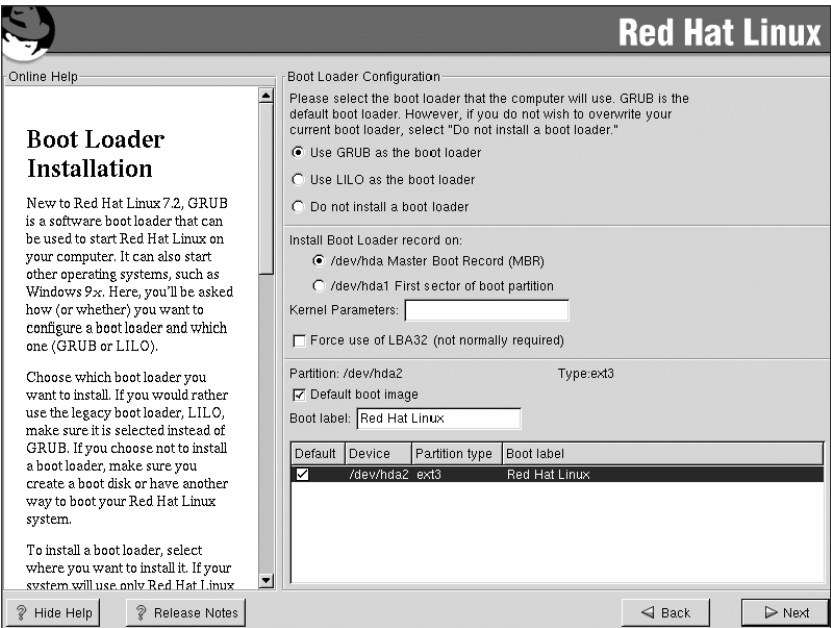 Red Hat Linux
Online Help
Boot Loader
Installation
New to Red Hat Linux 7.2, GRUB
is a software boot loader that can
be used to start Red Hat Linux on
your computer. It can also start
other operating systems, such as
Windows 9x. Here, you'll be asked
how (or whether) you want to
configure a boot loader and which
one (GRUB or LILO).
Choose which boot loader you
want to install. If you would rather
use the legacy boot loader, LILO,
make sure it is selected instead of
GRUB. If you choose not to install
a boot loader, make sure you
create a boot disk or have another
way to boot your Red Hat Linux
system.
To install a boot loader, select
where you want to install it. If your
system will use only Red Hat Linux
Boot Loader Configuration
Please select the boot loader that the computer will use. GRUB is the
default boot loader. However, if you do not wish to overwrite your
current boot loader, select "Do not install a boot loader."
Use GRUB as the boot loader
Use LILO as the boot loader
Do not install a boot loader
Install Boot Loader record on:
/dev/hda Master Boot Record (MBR)
/dev/hda1 First sector of boot partition
Kernel Parameters:
Force use of LBA32 (not normally required)
Partition: /dev/hda2 Type:ext3
Default boot image
Boot label: Red Hat Linux
Default Device Partition type Boot label
/dev/hda2 ext3 Red Hat Linux
Hide Help Release Notes Back Next